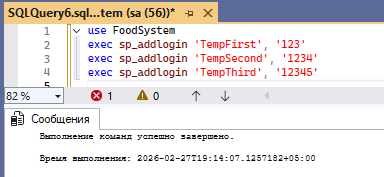 SQLQuery6.sql...tem (sa (56))*
1 use FoodSystem
2 exec sp_addlogin 'TempFirst', '123'
3 exec sp_addlogin 'TempSecond', '1234'
4 exec sp_addlogin 'TempThird', '12345'
5
82 % 1 0
Сообщения
Выполнение команд успешно завершено.
Время выполнения: 2026-02-27T19:14:07.1257182+05:00